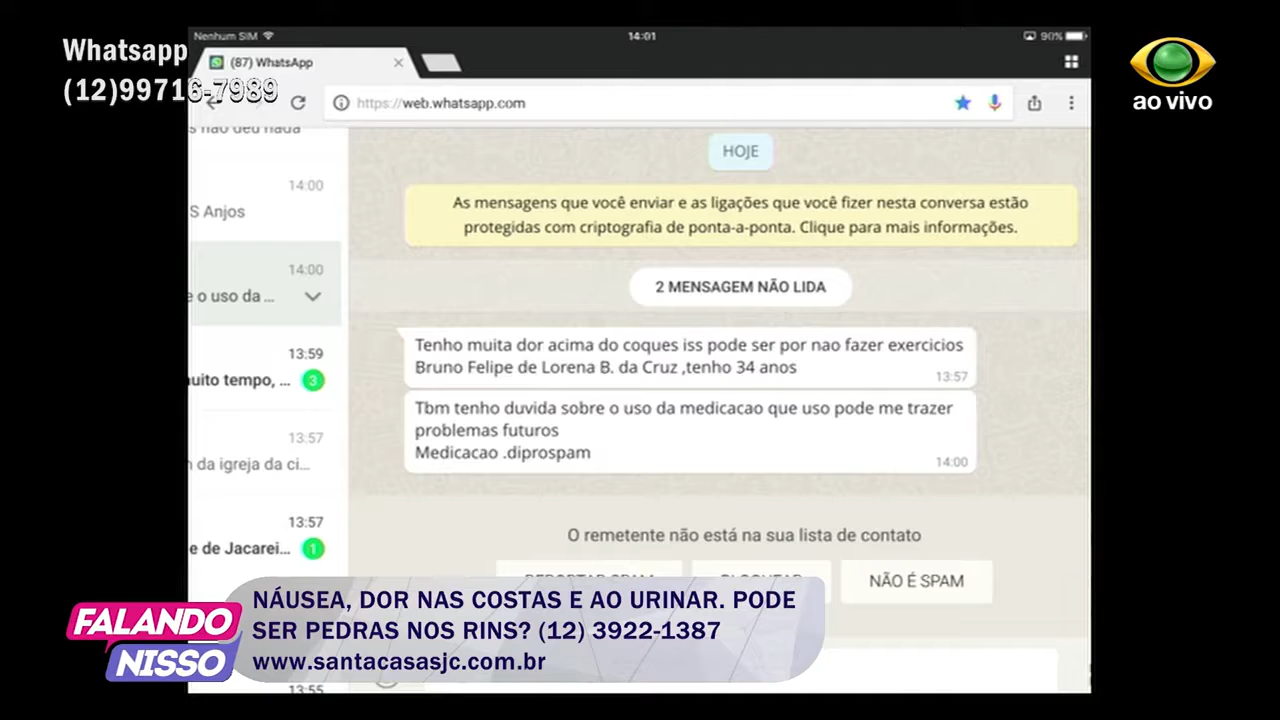 Whatsapp
(12)99716-7989
Nenhum SIM
14:01
90%
(87) WhatsApp
https://web.whatsapp.com
ao vivo
s não deu nada
14:00
S Anjos
14:00
e o uso da ...
13:59
uito tempo, ...
3
13:57
n da igreja da ci...
13:57
e de Jacarei...
1
13:55
HOJE
As mensagens que você enviar e as ligações que você fizer nesta conversa estão
protegidas com criptografia de ponta-a-ponta. Clique para mais informações.
2 MENSAGEM NÃO LIDA
Tenho muita dor acima do coques iss pode ser por nao fazer exercicios
Bruno Felipe de Lorena B. da Cruz ,tenho 34 anos
13:57
Tbm tenho duvida sobre o uso da medicacao que uso pode me trazer
problemas futuros
Medicacao .diprospam
14:00
O remetente não está na sua lista de contato
REPORTAR SPAM
BLOQUEAR
NÃO É SPAM
FALANDO
NISSO
NÁUSEA, DOR NAS COSTAS E AO URINAR. PODE
SER PEDRAS NOS RINS? (12) 3922-1387
www.santacasasjc.com.br